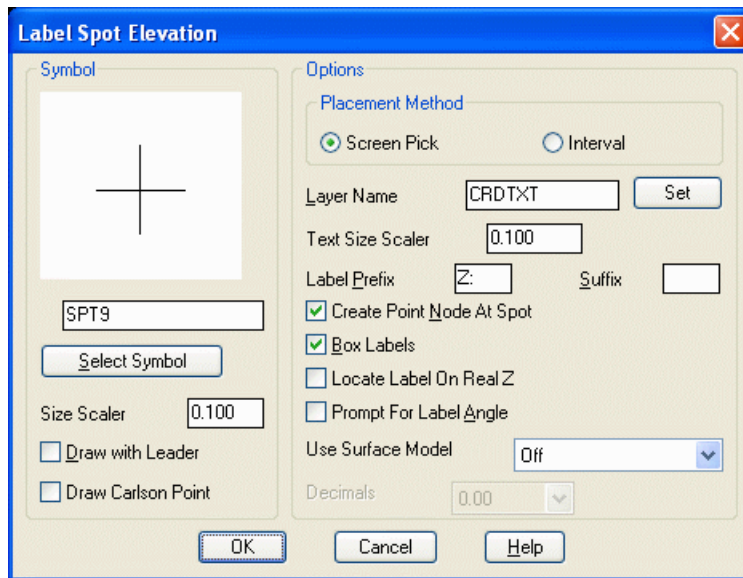 Label Spot Elevation
Symbol
SPT9
Select Symbol
Size Scaler 0.100
Draw with Leader
Draw Carlson Point
Options
Placement Method
Screen Pick Interval
Layer Name CRDTXT Set
Text Size Scaler 0.100
Label Prefix Z: Suffix
Create Point Node At Spot
Box Labels
Locate Label On Real Z
Prompt For Label Angle
Use Surface Model Off
Decimals 0.00
OK Cancel Help